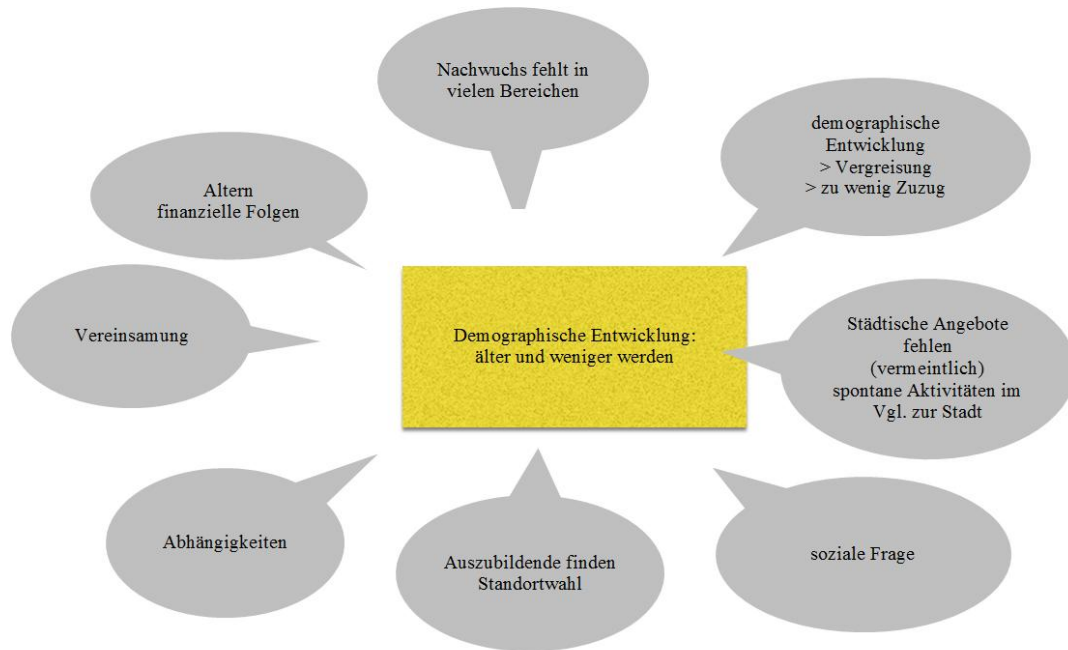 Nachwuchs fehlt in
vielen Bereichen
demographische
Entwicklung
> Vergreisung
> zu wenig Zuzug
Altern
finanzielle Folgen
Vereinsamung
Demographische Entwicklung:
älter und weniger werden
Städtische Angebote
fehlen
(vermeintlich)
spontane Aktivitäten im
Vgl. zur Stadt
Abhängigkeiten
Auszubildende finden
Standortwahl
soziale Frage